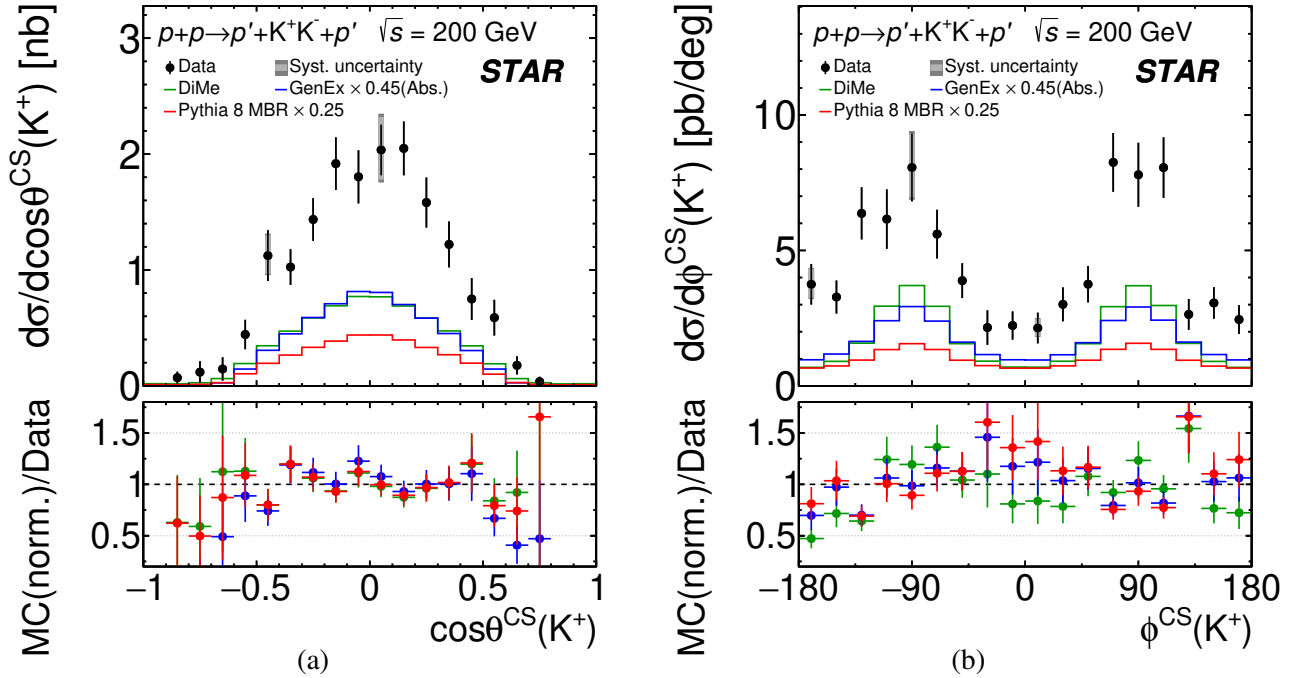 p+p→p′+K⁺K⁻+p′ √s = 200 GeV
Data Syst. uncertainty STAR
DiMe GenEx × 0.45(Abs.)
Pythia 8 MBR × 0.25
dσ/dcosθ^CS(K⁺) [nb]
3
2
1
0
MC(norm.)/Data
1.5
1
0.5
−1 −0.5 0 0.5 1
cosθ^CS(K⁺)
(a)
p+p→p′+K⁺K⁻+p′ √s = 200 GeV
Data Syst. uncertainty STAR
DiMe GenEx × 0.45(Abs.)
Pythia 8 MBR × 0.25
dσ/dϕ^CS(K⁺) [pb/deg]
10
5
0
MC(norm.)/Data
1.5
1
0.5
−180 −90 0 90 180
ϕ^CS(K⁺)
(b)